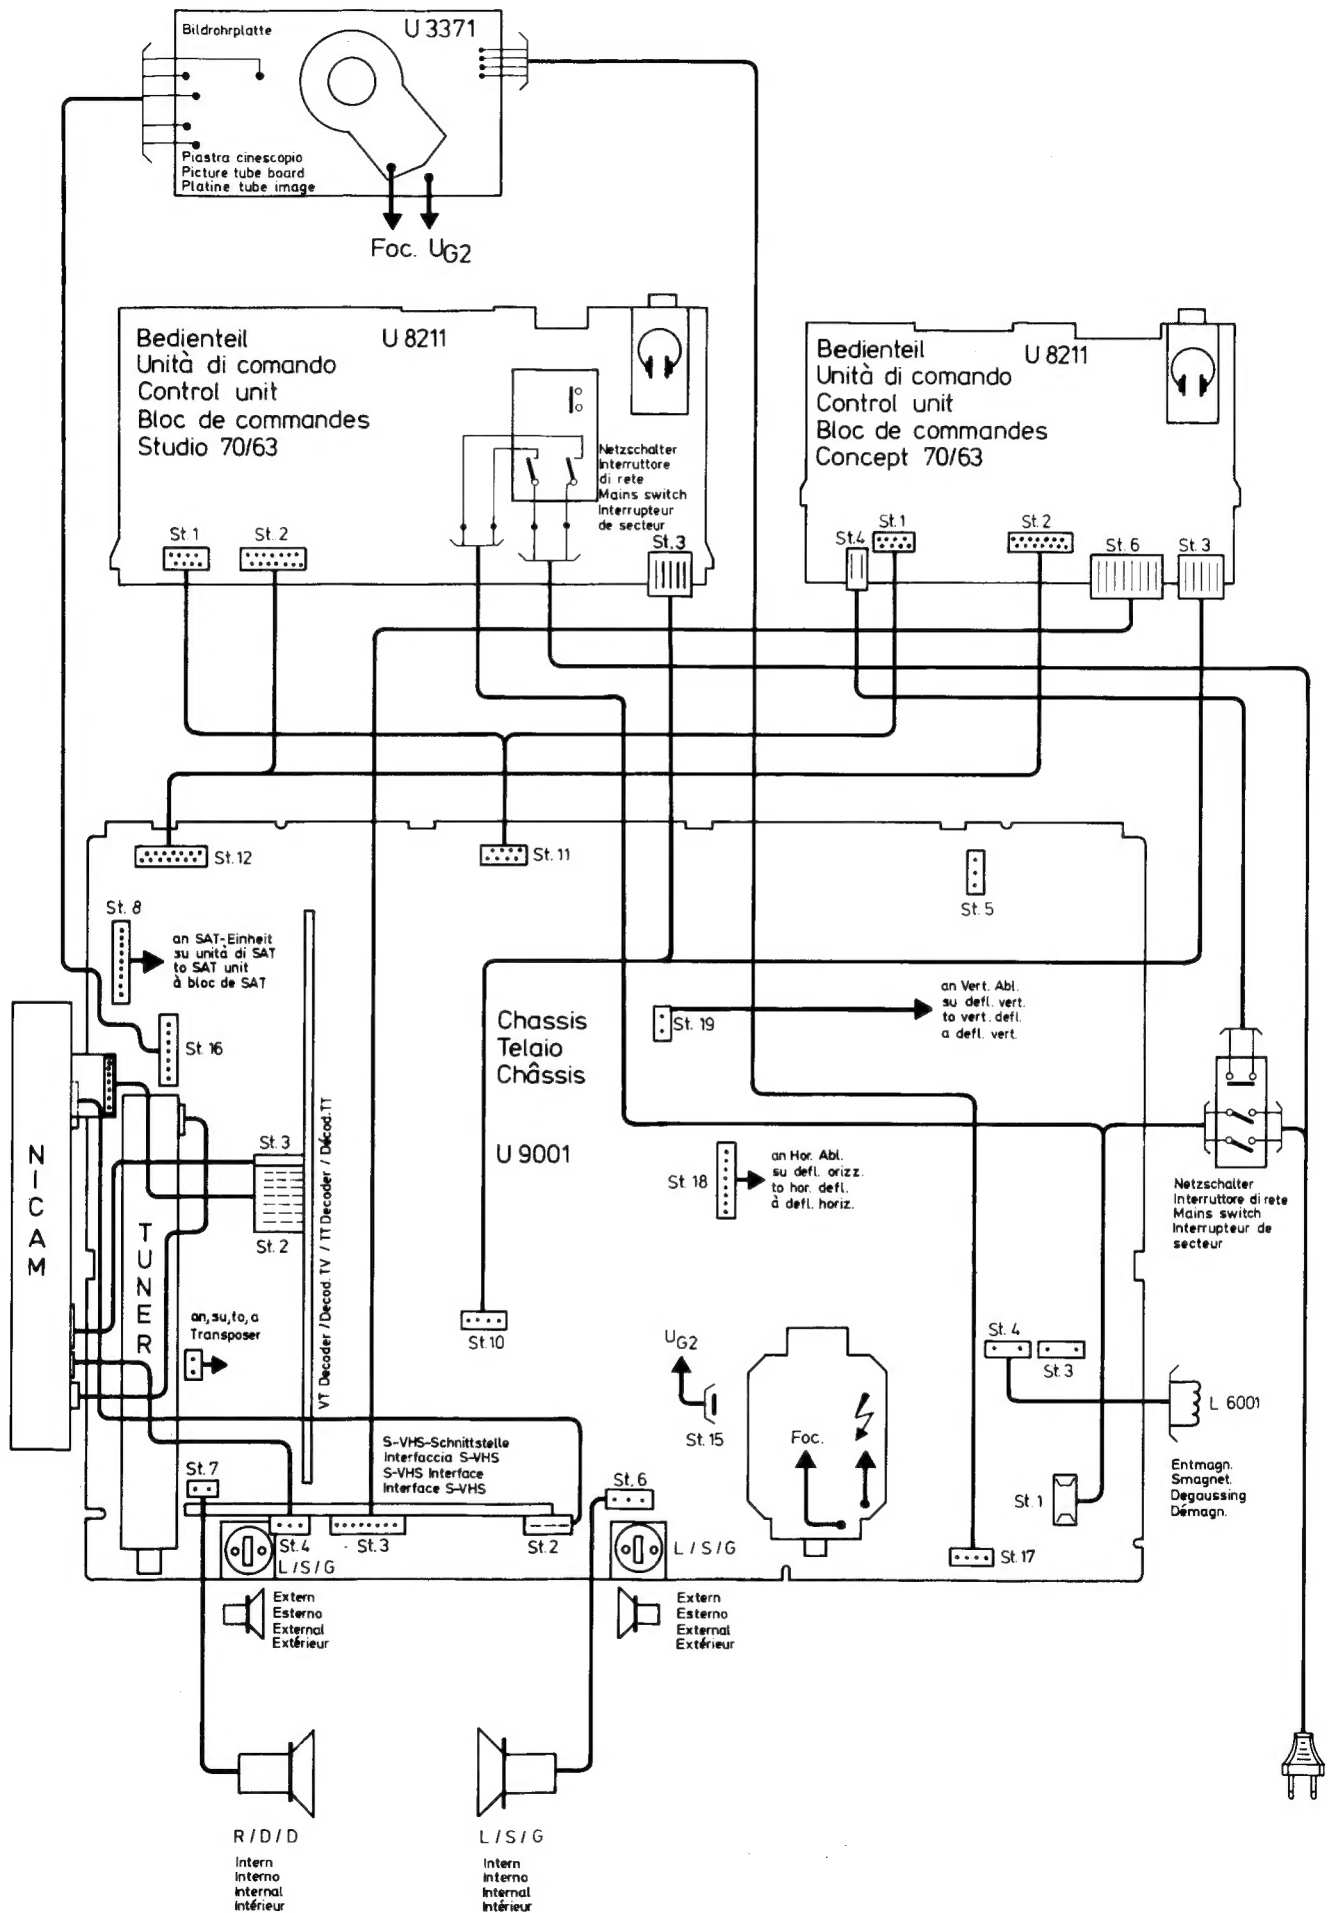 Bildrohrplatte
U 3371
Piastra cinescopio
Picture tube board
Platine tube image
Foc. UG2
Bedienteil
Unità di comando
Control unit
Bloc de commandes
Studio 70/63
U 8211
Netzschalter
Interruttore
di rete
Mains switch
Interrupteur
de secteur
St.1
St.2
St.3
Bedienteil
Unità di comando
Control unit
Bloc de commandes
Concept 70/63
U 8211
St.4
St.1
St.2
St.6
St.3
St.12
St.11
St.5
St.8
an SAT-Einheit
su unità di SAT
to SAT unit
à bloc de SAT
St.16
Chassis
Telaio
Châssis
U 9001
St.19
an Vert. Abl.
su defl. vert.
to vert. defl.
a defl. vert.
St.18
an Hor. Abl.
su defl. orizz.
to hor. defl.
à defl. horiz.
Netzschalter
Interruttore di rete
Mains switch
Interrupteur de
secteur
NICAM
TUNER
St.3
St.2
VT Decoder / Decod.TV / TT Decoder / Décod.TT
an,su,to,a
Transposer
St.10
UG2
St.15
Foc.
St.4
St.3
L 6001
Entmagn.
Smagnet.
Degaussing
Démagn.
St.1
St.17
S-VHS-Schnittstelle
Interfaccia S-VHS
S-VHS Interface
Interface S-VHS
St.7
St.6
St.4
St.3
St.2
L/S/G
L/S/G
Extern
Esterno
External
Extérieur
Extern
Esterno
External
Extérieur
R/D/D
Intern
Interno
Internal
Intérieur
L/S/G
Intern
Interno
Internal
Intérieur